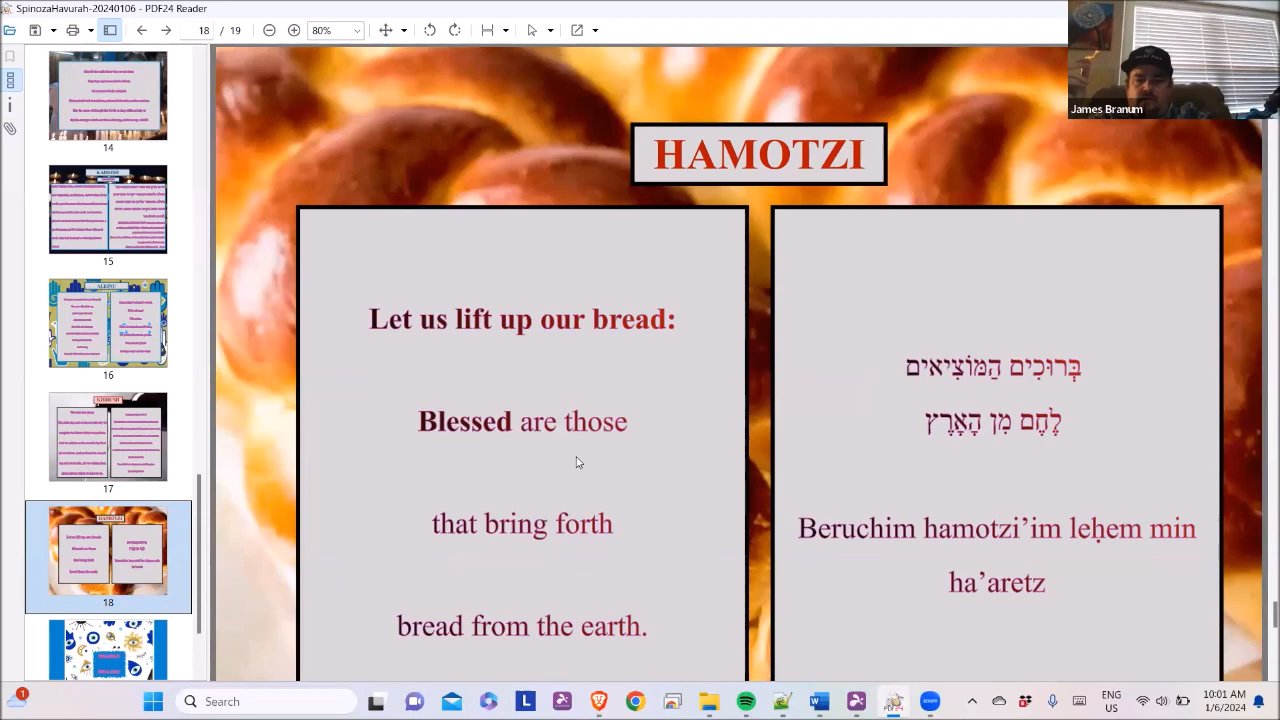 SpinozaHavurah-20240106 - PDF24 Reader
18 / 19
80%
James Branum
14
15
16
17
18
HAMOTZI
Let us lift up our bread:
Blessed are those
that bring forth
bread from the earth.
בְּרוּכִים הַמּוֹצִיאִים
לֶחֶם מִן הָאָרֶץ
Beruchim hamotzi’im leḥem min
ha’aretz
1
Search
ENG
US
10:01 AM
1/6/2024